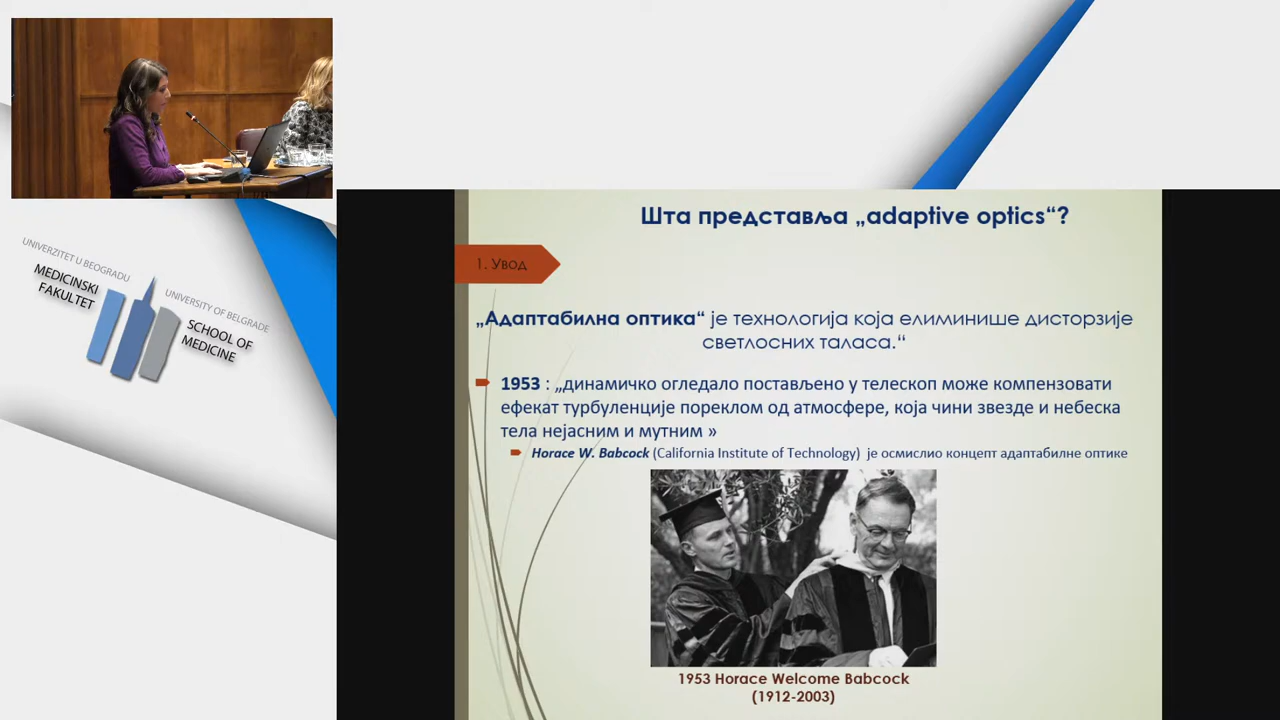 UNIVERZITET U BEOGRADU
MEDICINSKI
FAKULTET
UNIVERSITY OF BELGRADE
SCHOOL OF
MEDICINE
Шта представља „adaptive optics“?
1. Увод
„Адаптабилна оптика“ је технологија која елиминише дисторзије
светлосних таласа.“
1953 : „динамичко огледало постављено у телескоп може компензовати
ефекат турбуленције пореклом од атмосфере, која чини звезде и небеска
тела нејасним и мутним »
Horace W. Babcock (California Institute of Technology) је осмислио концепт адаптабилне оптике
1953 Horace Welcome Babcock
(1912-2003)